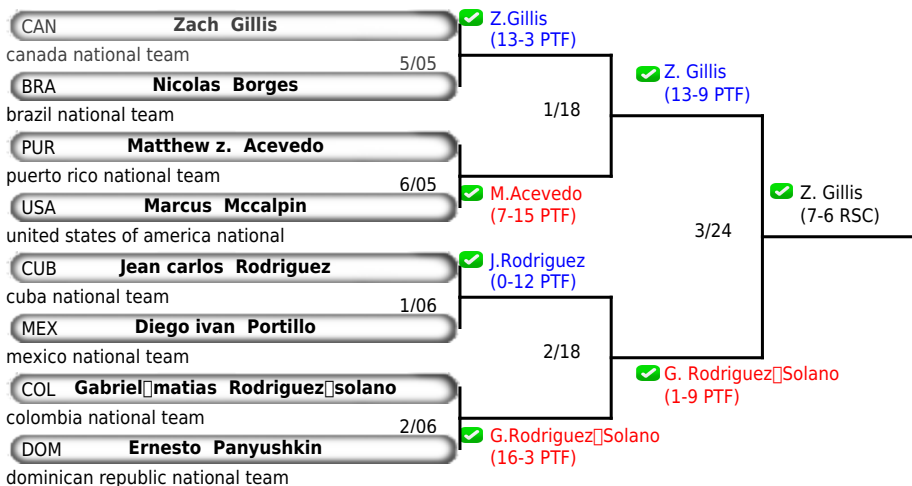 CAN Zach Gillis
canada national team
5/05
BRA Nicolas Borges
brazil national team
Z.Gillis
(13-3 PTF)
PUR Matthew z. Acevedo
puerto rico national team
6/05
USA Marcus Mccalpin
united states of america national
M.Acevedo
(7-15 PTF)
1/18
Z. Gillis
(13-9 PTF)
CUB Jean carlos Rodriguez
cuba national team
1/06
MEX Diego ivan Portillo
mexico national team
J.Rodriguez
(0-12 PTF)
COL Gabriel▯matias Rodriguez▯solano
colombia national team
2/06
DOM Ernesto Panyushkin
dominican republic national team
G.Rodriguez▯Solano
(16-3 PTF)
2/18
G. Rodriguez▯Solano
(1-9 PTF)
3/24
Z. Gillis
(7-6 RSC)